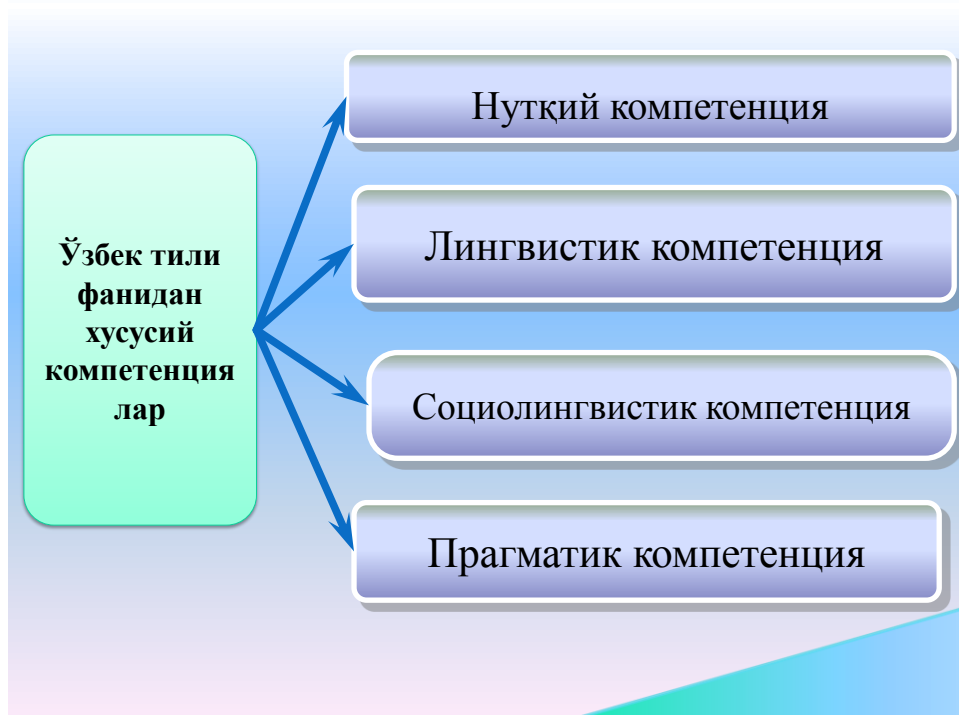 Нутқий компетенция
Лингвистик компетенция
Ўзбек тили
фанидан
хусусий
компетенция
лар
Социолингвистик компетенция
Прагматик компетенция